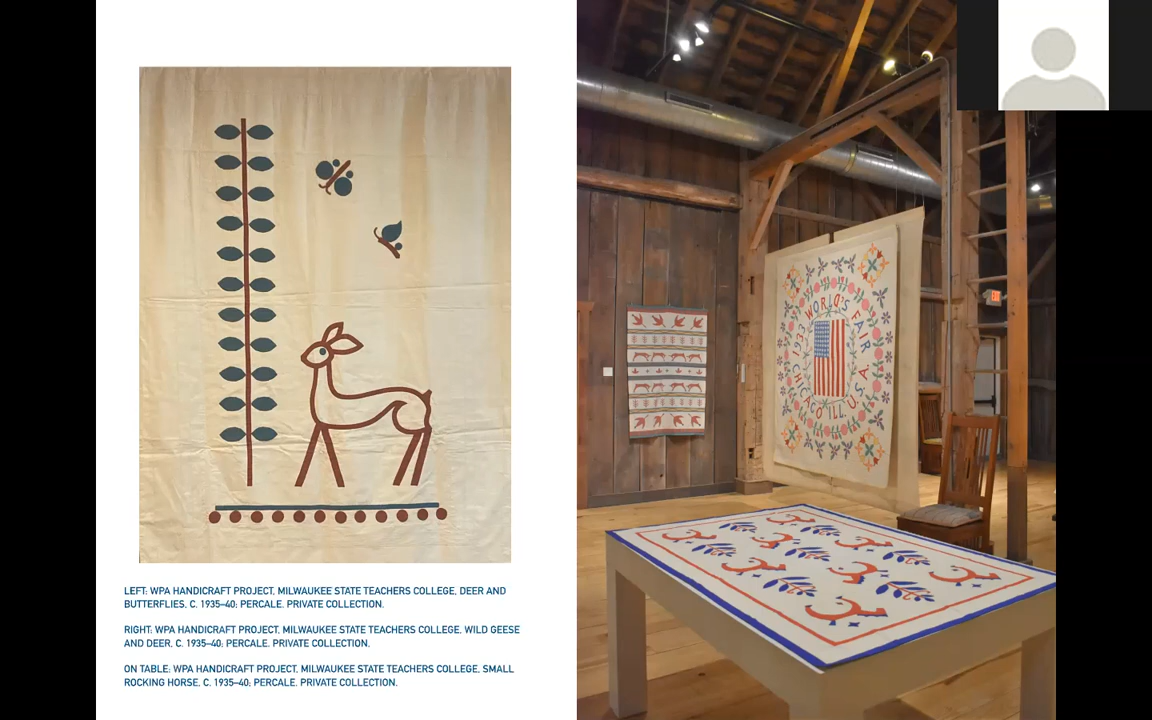 LEFT: WPA HANDICRAFT PROJECT, MILWAUKEE STATE TEACHERS COLLEGE, DEER AND
BUTTERFLIES, C. 1935–40; PERCALE. PRIVATE COLLECTION.
RIGHT: WPA HANDICRAFT PROJECT, MILWAUKEE STATE TEACHERS COLLEGE, WILD GEESE
AND DEER, C. 1935–40; PERCALE. PRIVATE COLLECTION.
ON TABLE: WPA HANDICRAFT PROJECT, MILWAUKEE STATE TEACHERS COLLEGE, SMALL
ROCKING HORSE, C. 1935–40; PERCALE. PRIVATE COLLECTION.
1933 WORLD'S FAIR
CHICAGO ILL. U.S.A.